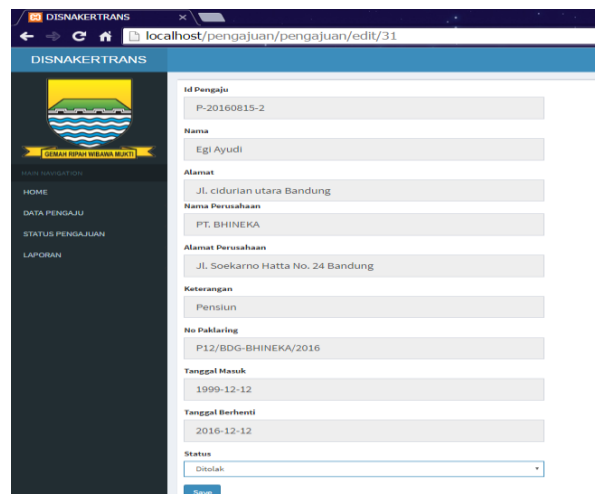 DISNAKERTRANS
localhost/pengajuan/pengajuan/edit/31
DISNAKERTRANS
GEMAH RIPAH WIBAWA MUKTI
MAIN NAVIGATION
HOME
DATA PENGAJU
STATUS PENGAJUAN
LAPORAN
Id Pengaju
P-20160815-2
Nama
Egi Ayudi
Alamat
Jl. cidurian utara Bandung
Nama Perusahaan
PT. BHINEKA
Alamat Perusahaan
Jl. Soekarno Hatta No. 24 Bandung
Keterangan
Pensiun
No Paklaring
P12/BDG-BHINEKA/2016
Tanggal Masuk
1999-12-12
Tanggal Berhenti
2016-12-12
Status
Ditolak
Save